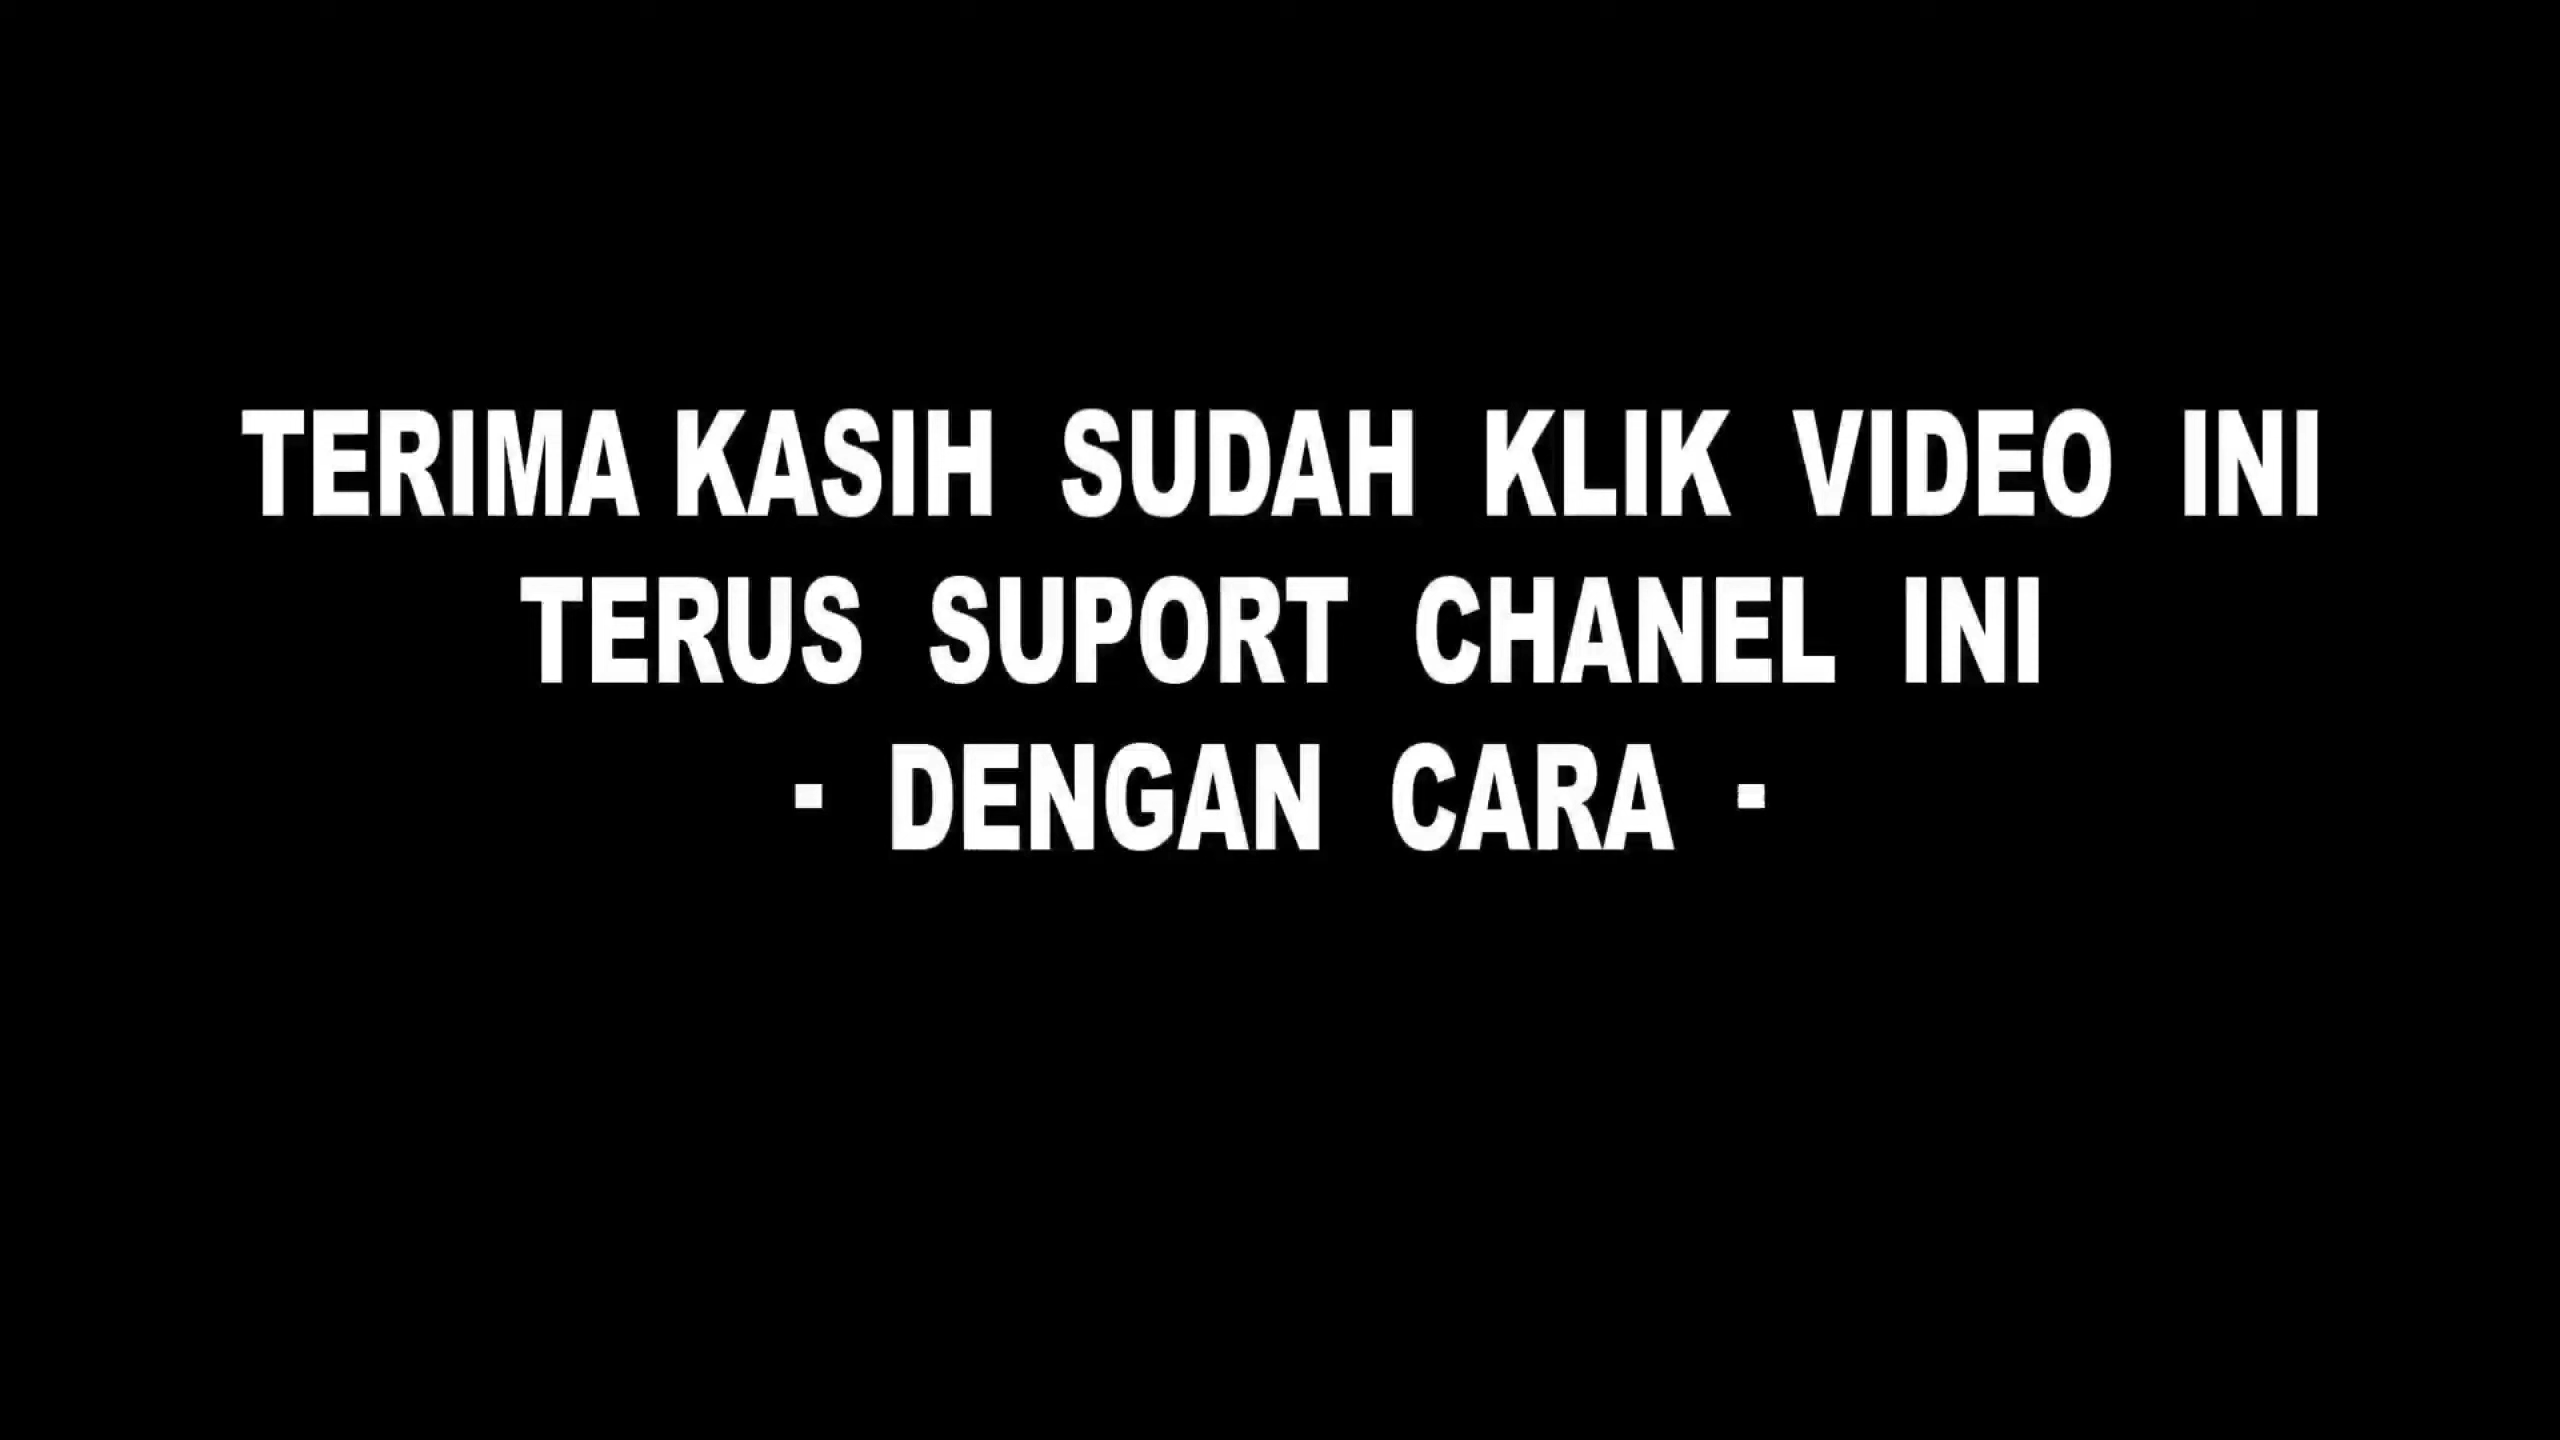 TERIMA KASIH SUDAH KLIK VIDEO INI
TERUS SUPORT CHANEL INI
- DENGAN CARA -